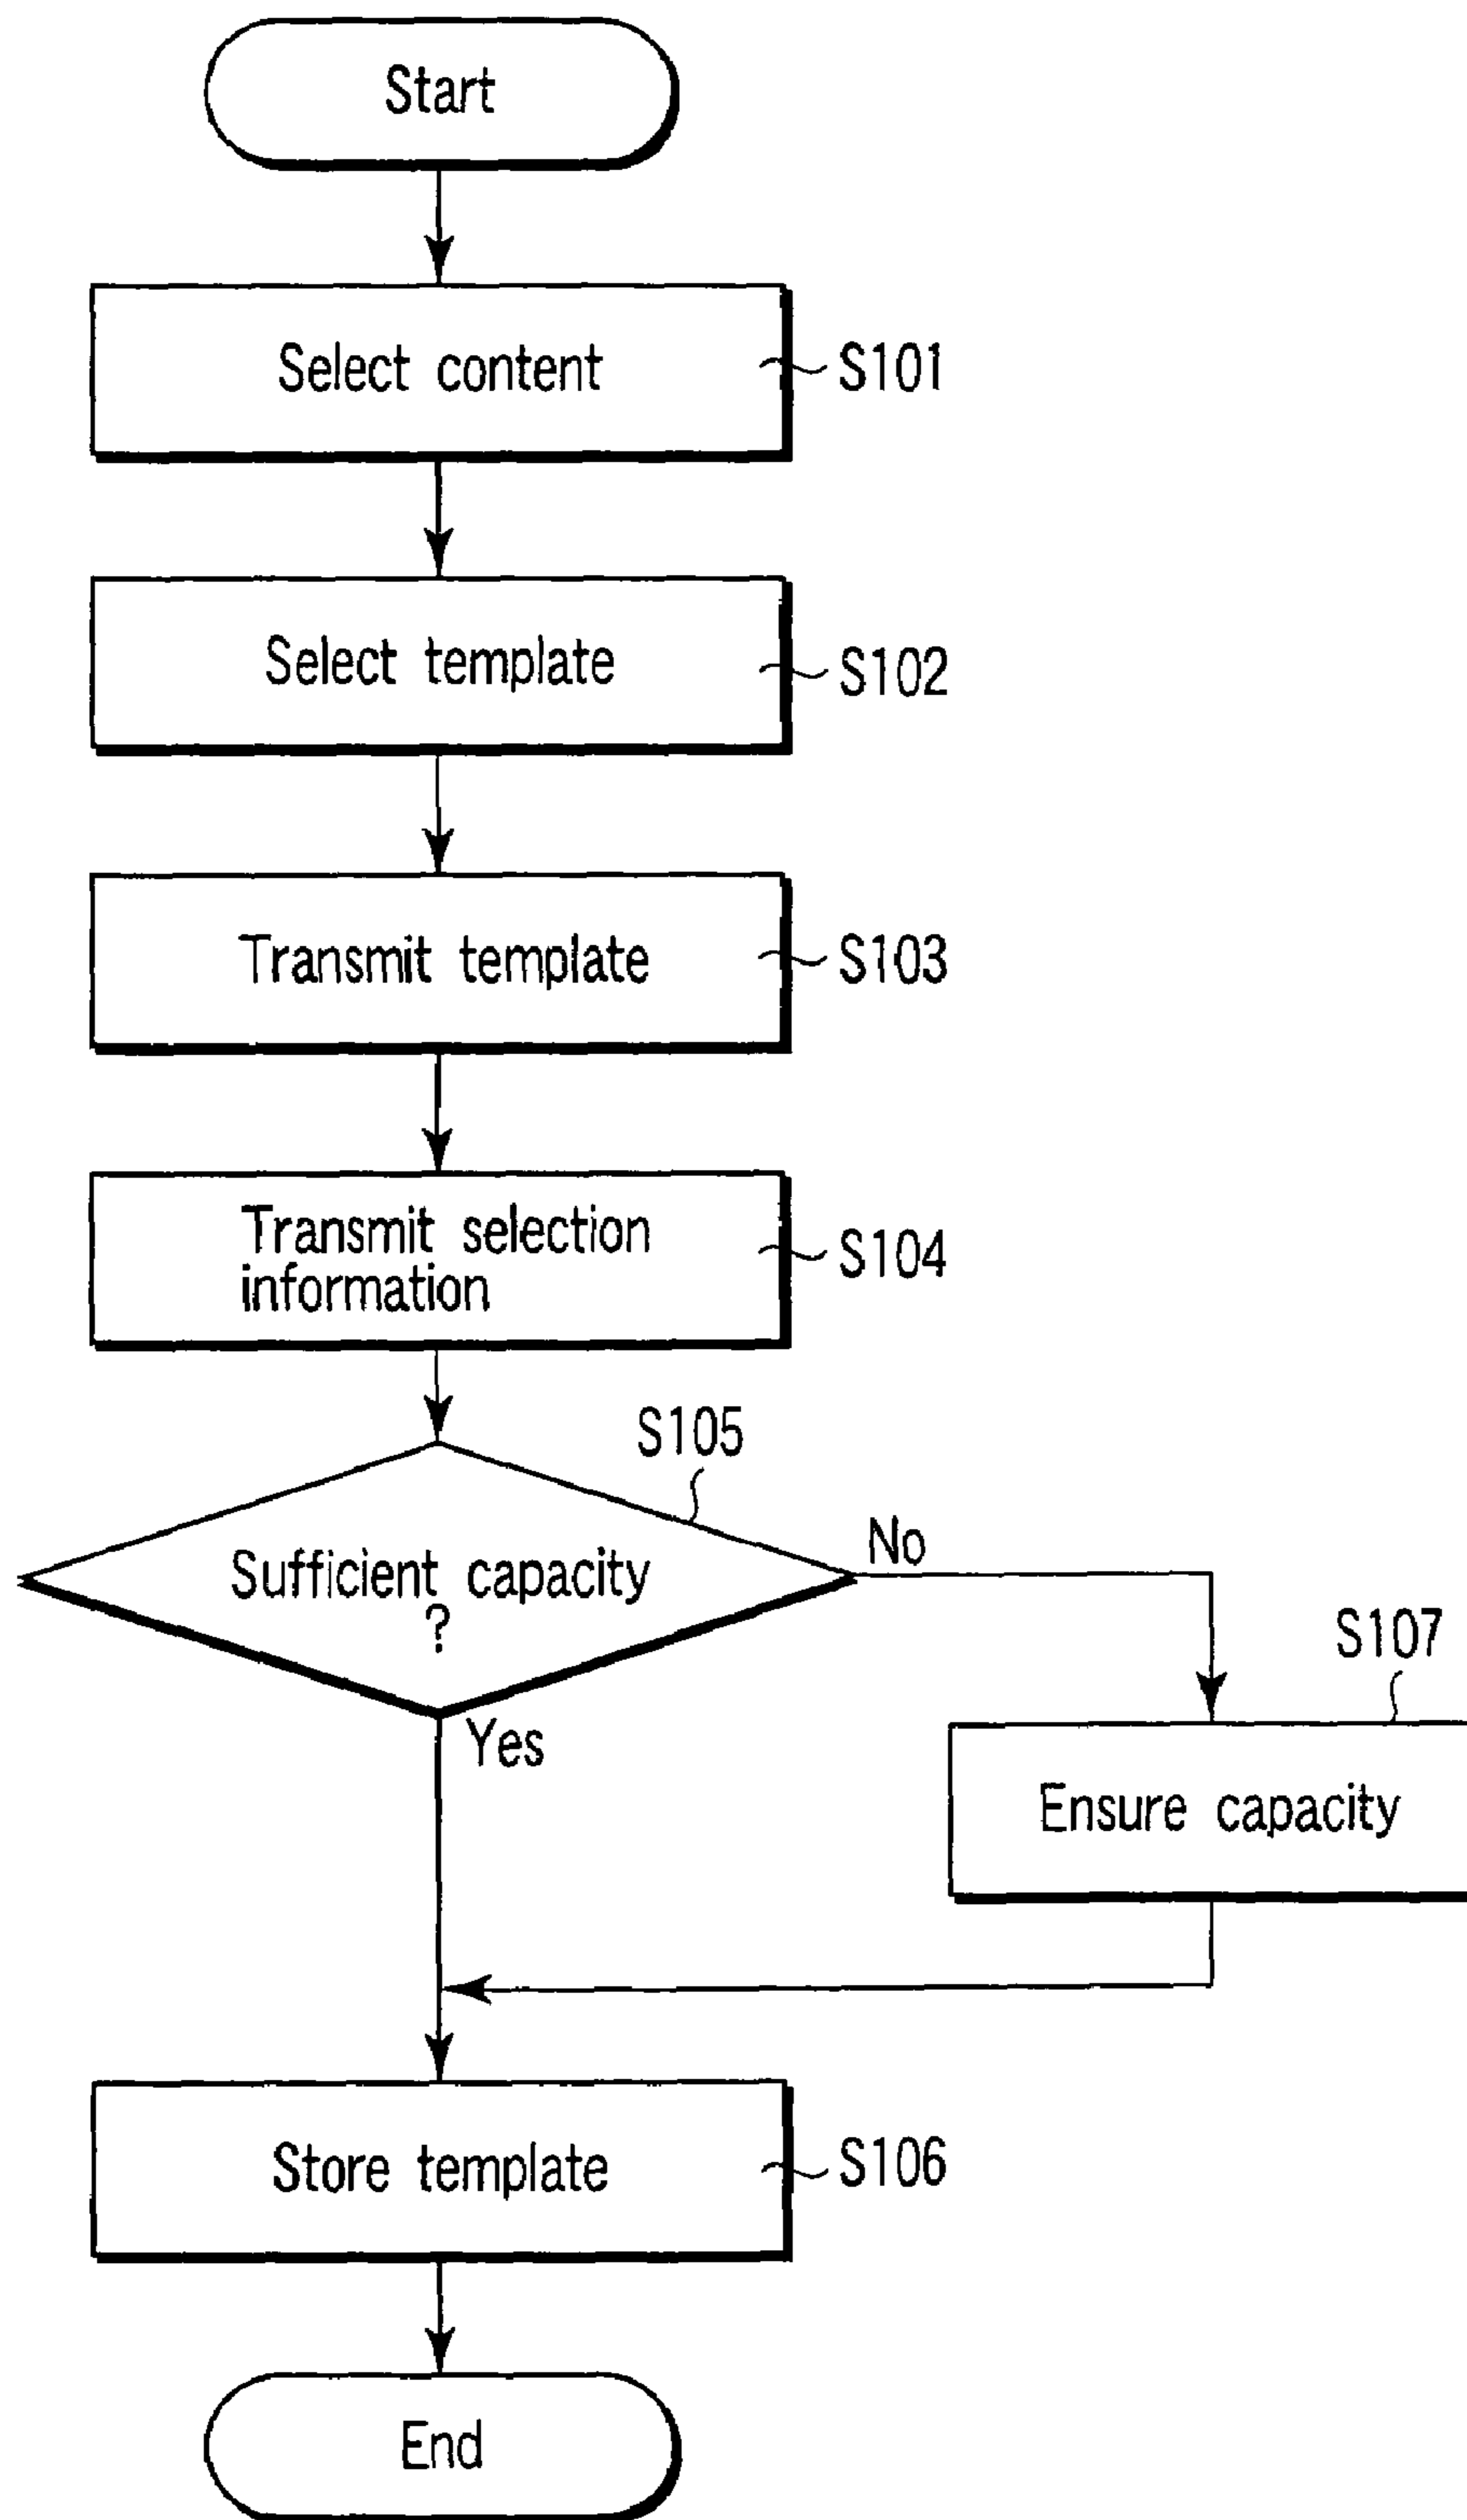 Start
Select content
S101
Select template
S102
Transmit template
S103
Transmit selection
information
S104
S105
Sufficient capacity
?
No
Yes
S107
Ensure capacity
Store template
S106
End